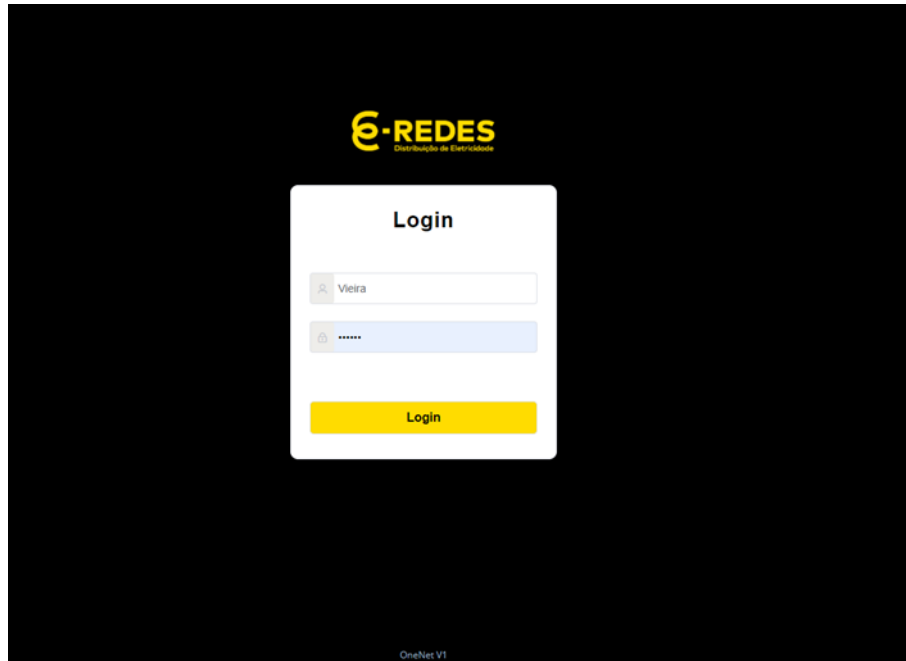 E-REDES
Distribuição de Eletricidade
Login
Vieira
••••••
Login
OneNet V1